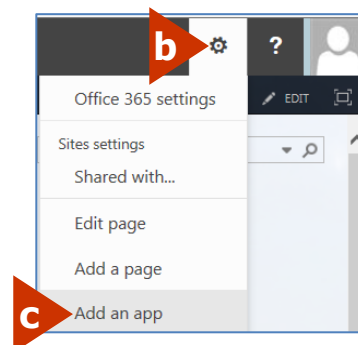 b
?
Office 365 settings
EDIT
Sites settings
Shared with...
Edit page
Add a page
c
Add an app